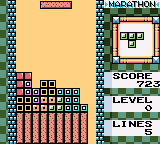 MARATHON
SCORE
723
LEVEL
0
LINES
5